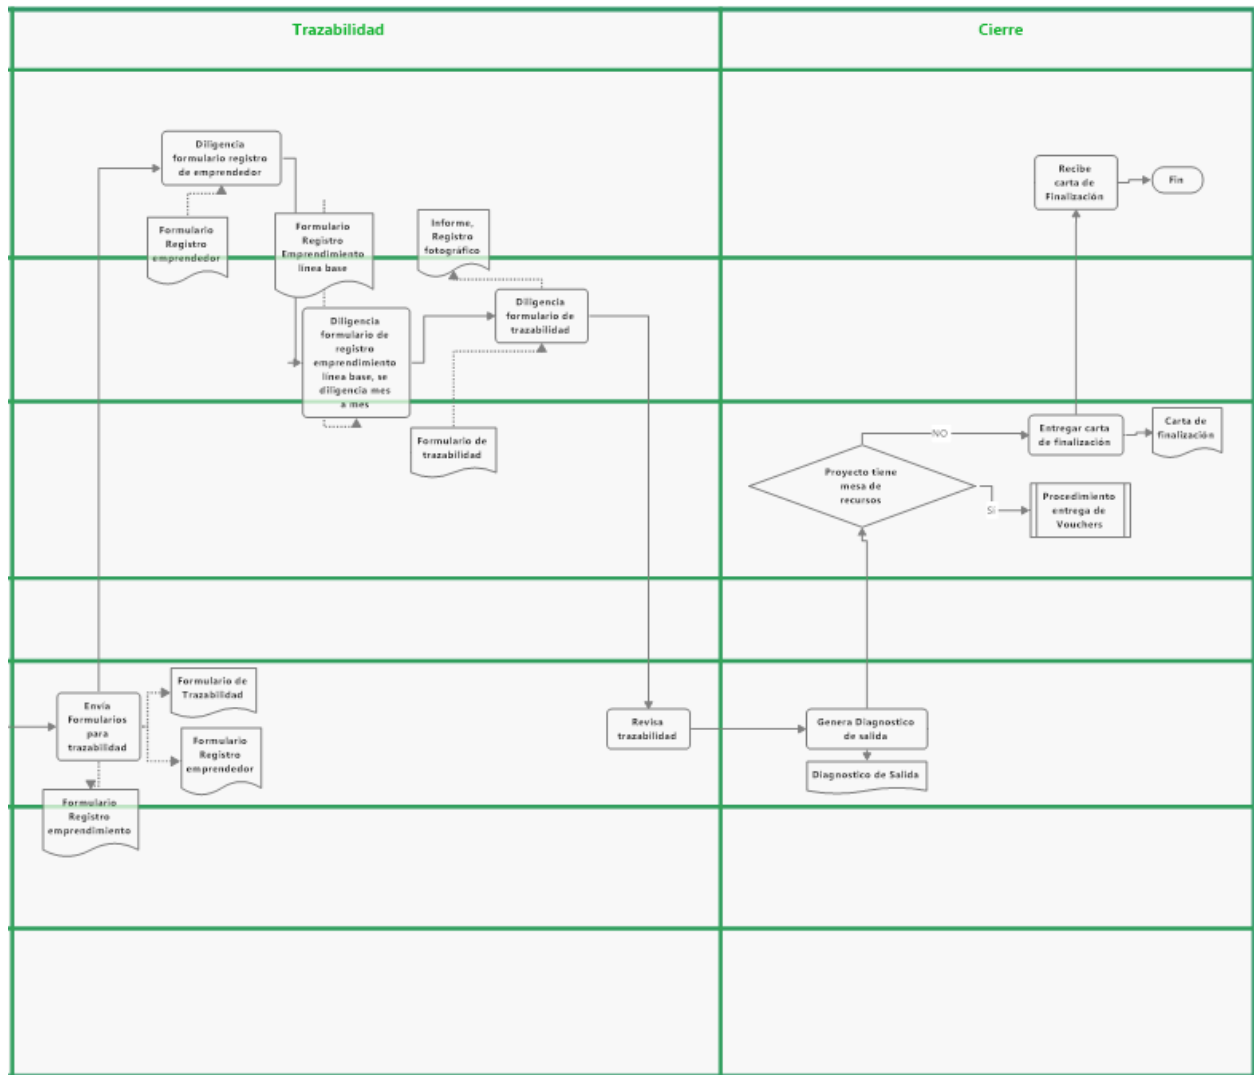 Trazabilidad
Cierre
Diligencia
formulario registro
de emprendedor
Formulario
Registro
emprendedor
Formulario
Registro
Emprendimiento
línea base
Informe,
Registro
fotográfico
Diligencia
formulario de
registro
emprendimiento
línea base, se
diligencia mes
a mes
Diligencia
formulario de
trazabilidad
Formulario de
trazabilidad
Recibe
carta de
Finalización
Fin
NO
Entregar carta
de finalización
Carta de
finalización
Proyecto tiene
mesa de
recursos
Si
Procedimiento
entrega de
Vouchers
Envía
Formularios
para
trazabilidad
Formulario de
Trazabilidad
Formulario
Registro
emprendedor
Formulario
Registro
emprendimiento
Revisa
trazabilidad
Genera Diagnostico
de salida
Diagnostico de Salida